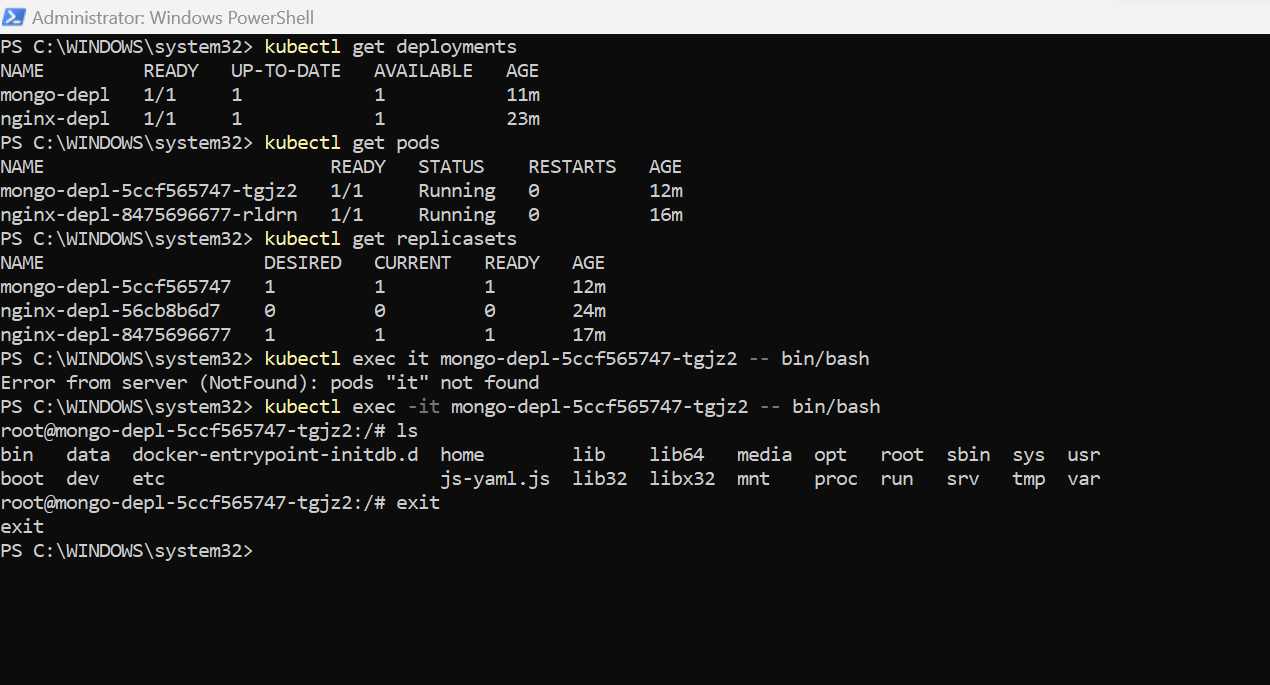 Administrator: Windows PowerShell
PS C:\WINDOWS\system32> kubectl get deployments
NAME         READY   UP-TO-DATE   AVAILABLE   AGE
mongo-depl   1/1     1            1           11m
nginx-depl   1/1     1            1           23m
PS C:\WINDOWS\system32> kubectl get pods
NAME                          READY   STATUS    RESTARTS   AGE
mongo-depl-5ccf565747-tgjz2   1/1     Running   0          12m
nginx-depl-8475696677-rldrn   1/1     Running   0          16m
PS C:\WINDOWS\system32> kubectl get replicasets
NAME                    DESIRED   CURRENT   READY   AGE
mongo-depl-5ccf565747   1         1         1       12m
nginx-depl-56cb8b6d7    0         0         0       24m
nginx-depl-8475696677   1         1         1       17m
PS C:\WINDOWS\system32> kubectl exec it mongo-depl-5ccf565747-tgjz2 -- bin/bash
Error from server (NotFound): pods "it" not found
PS C:\WINDOWS\system32> kubectl exec -it mongo-depl-5ccf565747-tgjz2 -- bin/bash
root@mongo-depl-5ccf565747-tgjz2:/# ls
bin   data  docker-entrypoint-initdb.d  home        lib    lib64   media  opt   root  sbin  sys  usr
boot  dev   etc                         js-yaml.js  lib32  libx32  mnt    proc  run   srv   tmp  var
root@mongo-depl-5ccf565747-tgjz2:/# exit
exit
PS C:\WINDOWS\system32>